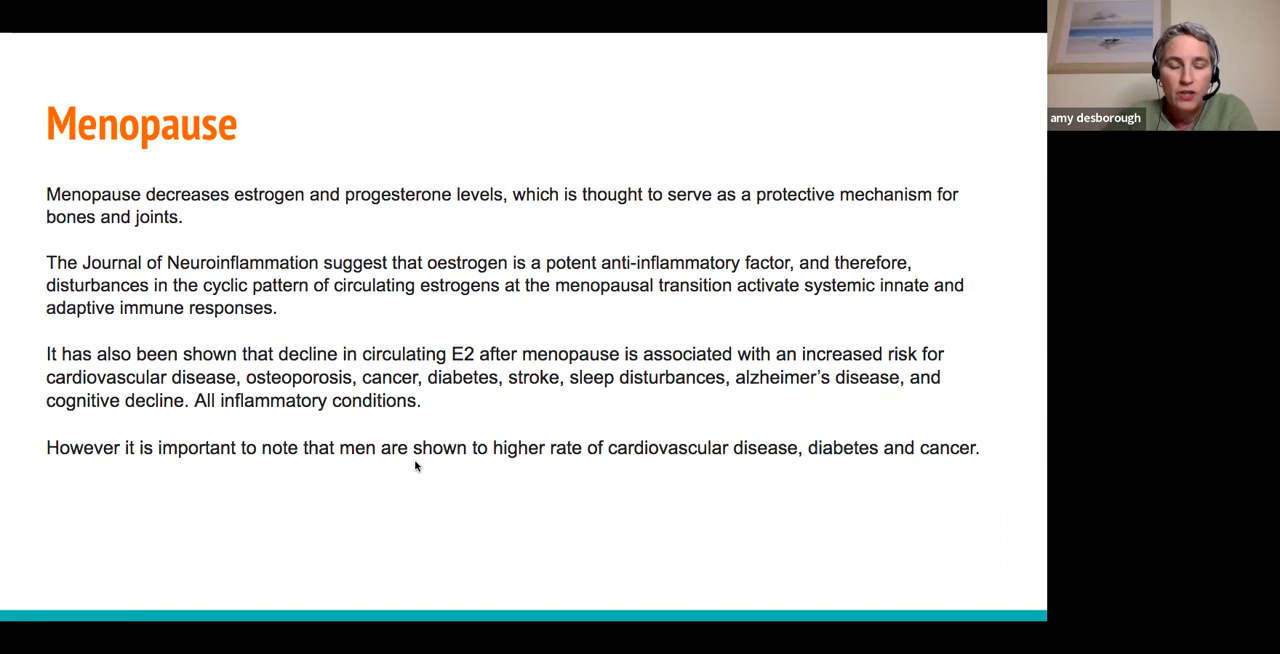 Menopause
Menopause decreases estrogen and progesterone levels, which is thought to serve as a protective mechanism for
bones and joints.
The Journal of Neuroinflammation suggest that oestrogen is a potent anti-inflammatory factor, and therefore,
disturbances in the cyclic pattern of circulating estrogens at the menopausal transition activate systemic innate and
adaptive immune responses.
It has also been shown that decline in circulating E2 after menopause is associated with an increased risk for
cardiovascular disease, osteoporosis, cancer, diabetes, stroke, sleep disturbances, alzheimer’s disease, and
cognitive decline. All inflammatory conditions.
However it is important to note that men are shown to higher rate of cardiovascular disease, diabetes and cancer.
amy desborough